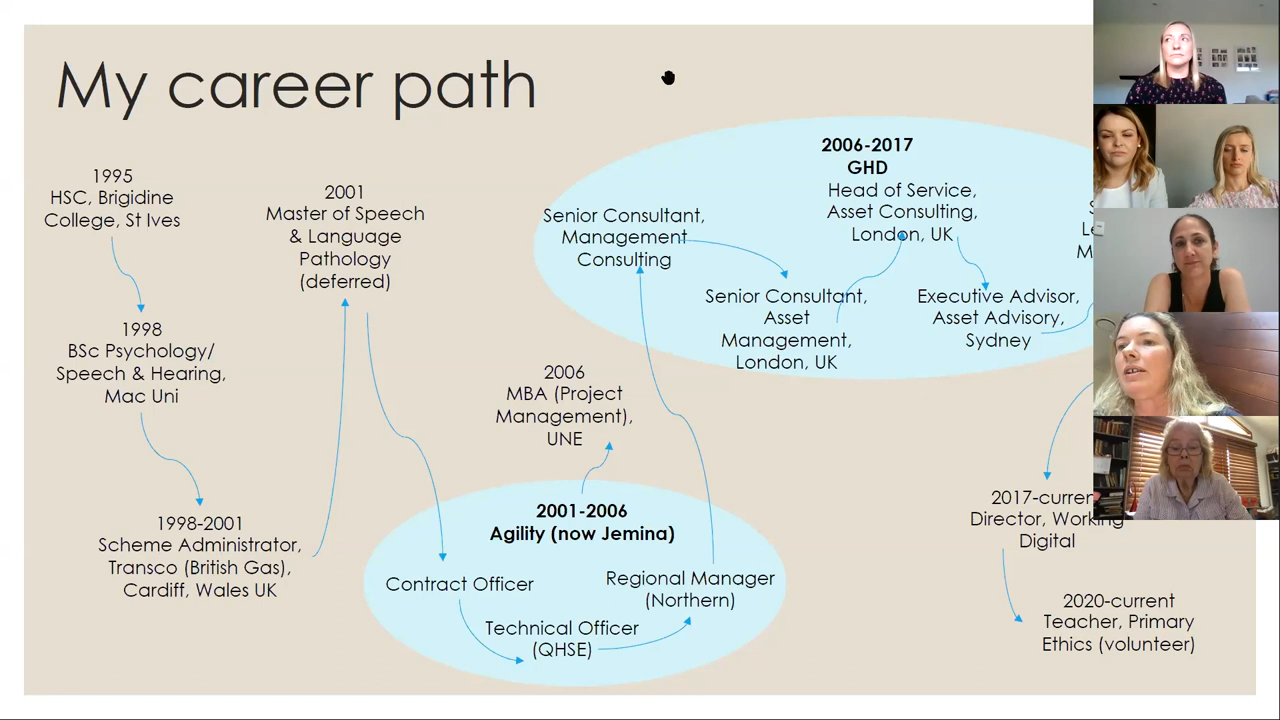 My career path
1995
HSC, Brigidine
College, St Ives
1998
BSc Psychology/
Speech & Hearing,
Mac Uni
1998-2001
Scheme Administrator,
Transco (British Gas),
Cardiff, Wales UK
2001
Master of Speech
& Language
Pathology
(deferred)
2001-2006
Agility (now Jemina)
Contract Officer
Technical Officer
(QHSE)
Regional Manager
(Northern)
2006
MBA (Project
Management),
UNE
2006-2017
GHD
Senior Consultant,
Management
Consulting
Senior Consultant,
Asset
Management,
London, UK
Head of Service,
Asset Consulting,
London, UK
Executive Advisor,
Asset Advisory,
Sydney
2017-current
Director, Working
Digital
2020-current
Teacher, Primary
Ethics (volunteer)